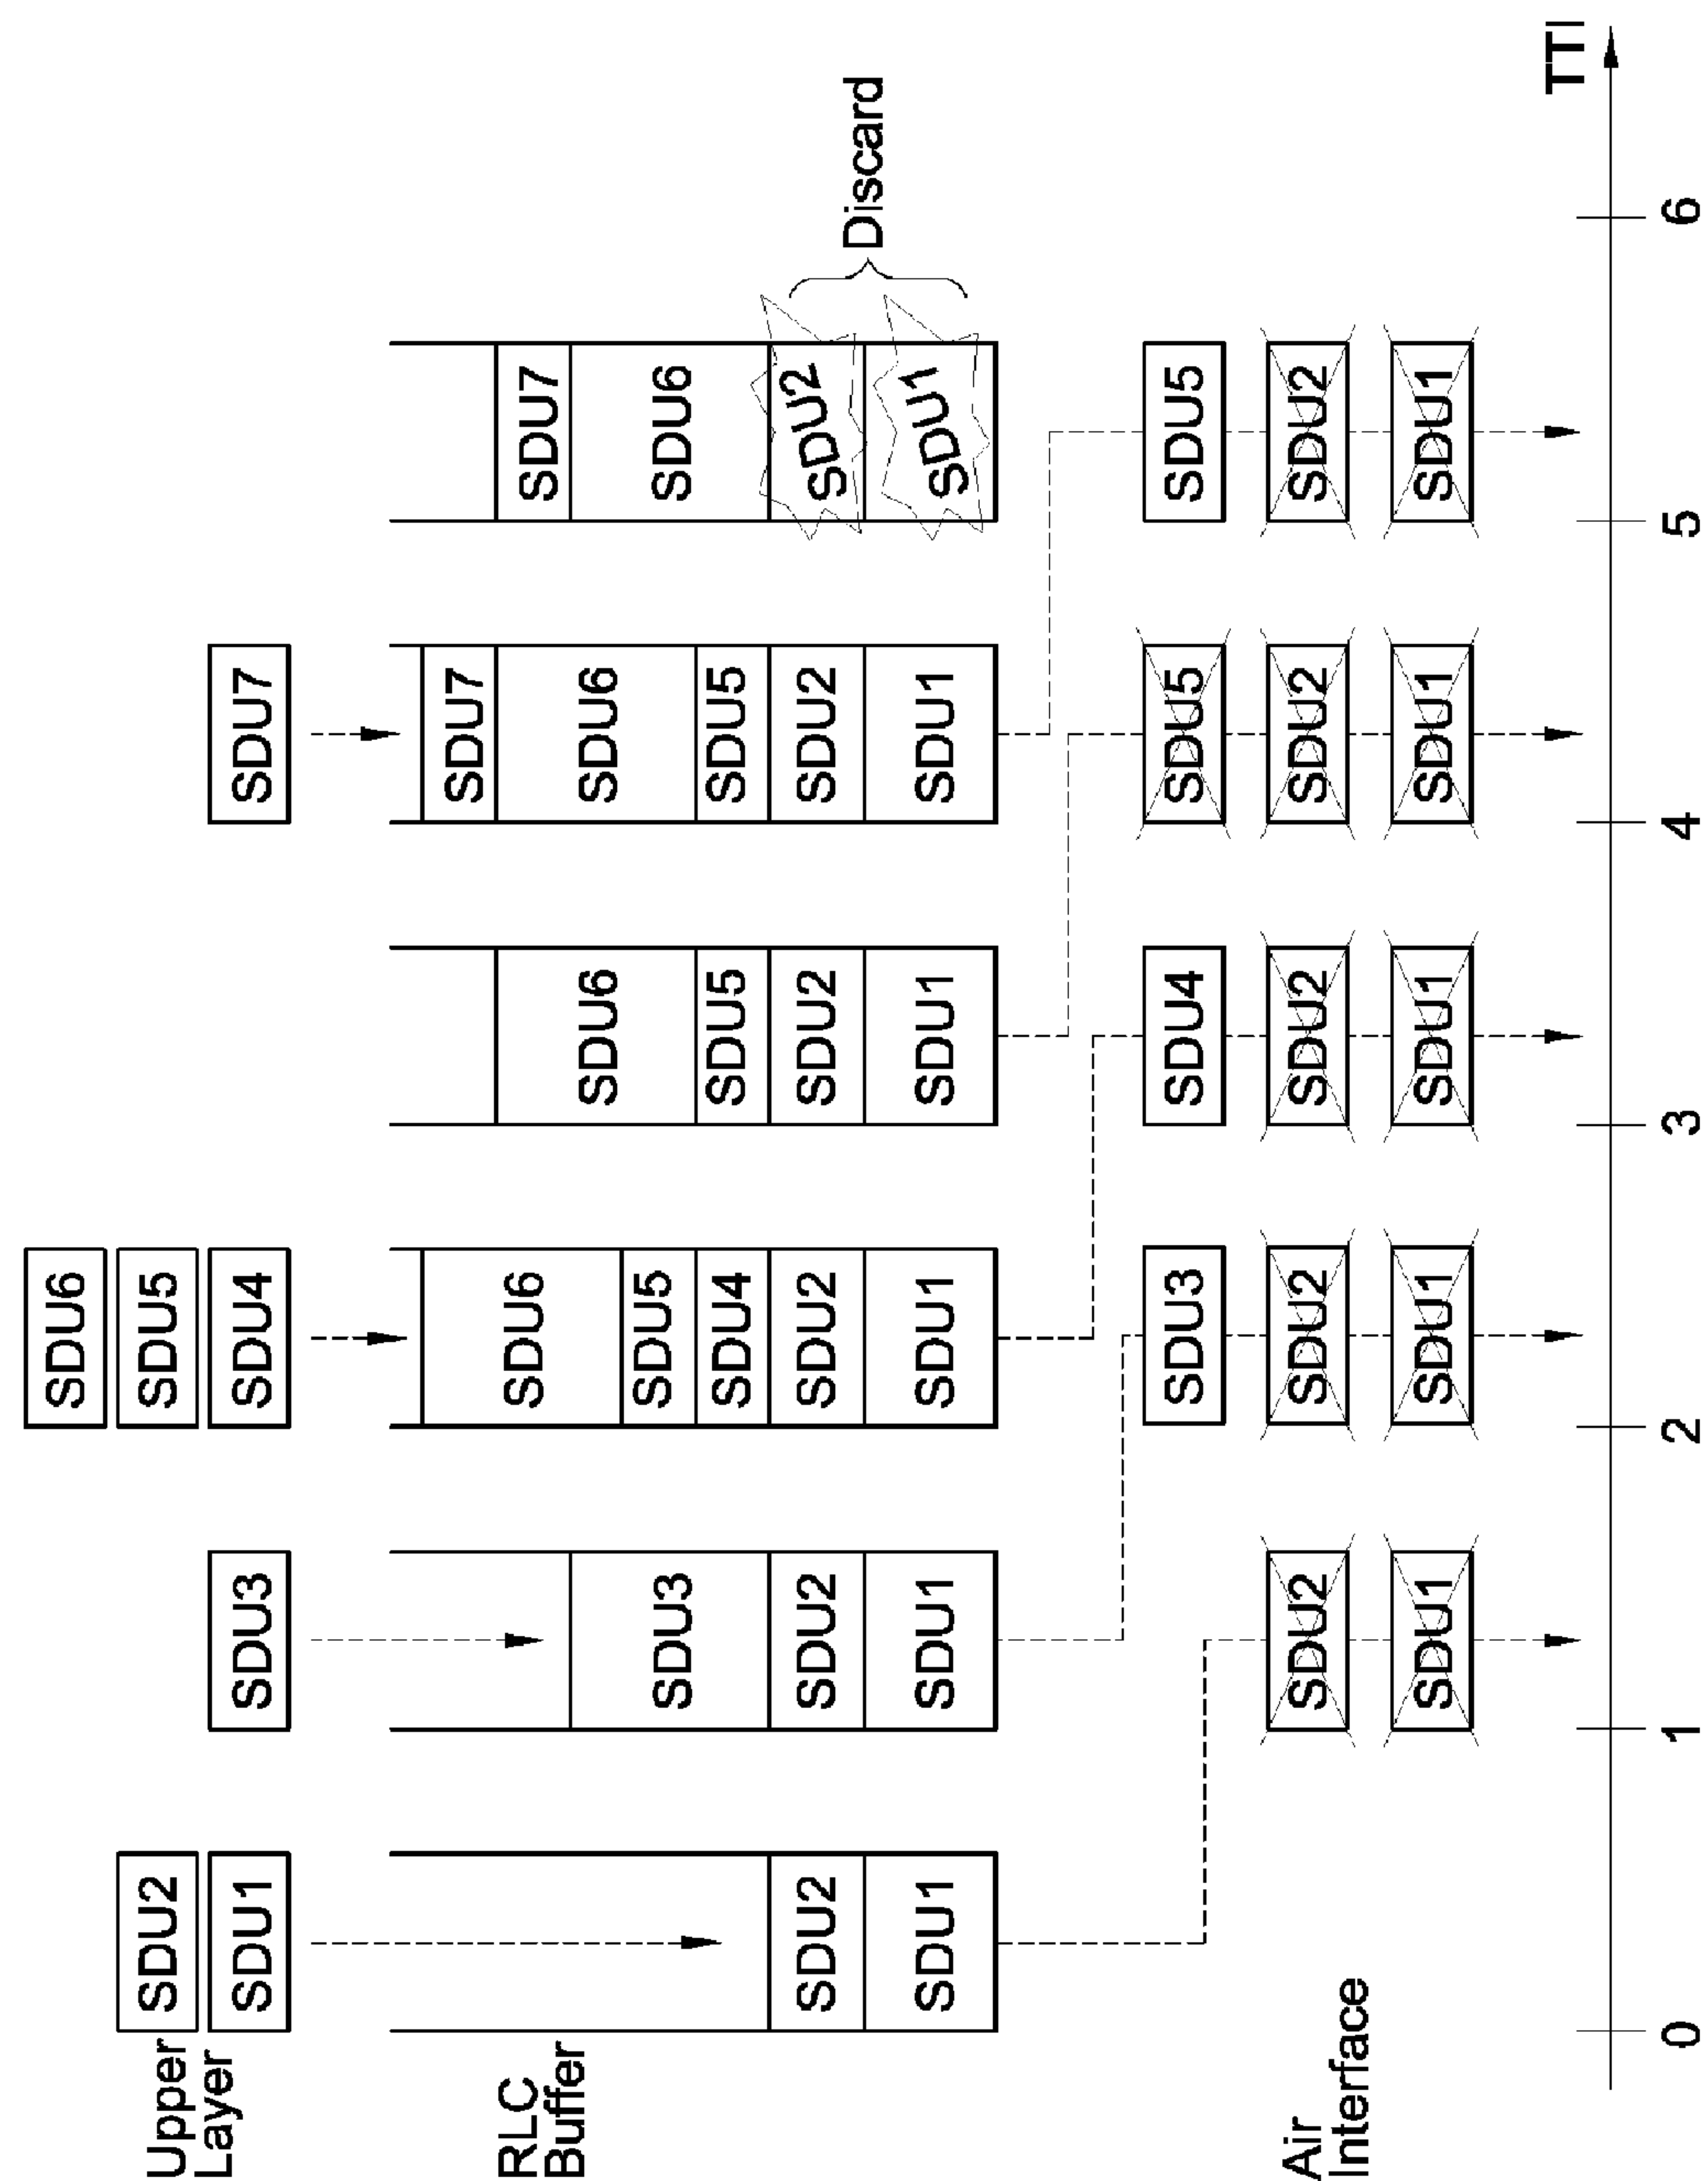 SDU6
Upper SDU2 SDU5
Layer SDU1 SDU3 SDU4 SDU7
SDU7
RLC SDU6 SDU7
Buffer SDU6 SDU6
SDU3 SDU5 SDU6
SDU4 SDU5 SDU5
SDU2 SDU2 SDU2 SDU2 SDU2 SDU2
Discard
SDU1 SDU1 SDU1 SDU1 SDU1 SDU1
SDU3 SDU4 SDU5 SDU5
Air SDU2 SDU2 SDU2 SDU2 SDU2
Interface
SDU1 SDU1 SDU1 SDU1 SDU1
TTI
0 1 2 3 4 5 6